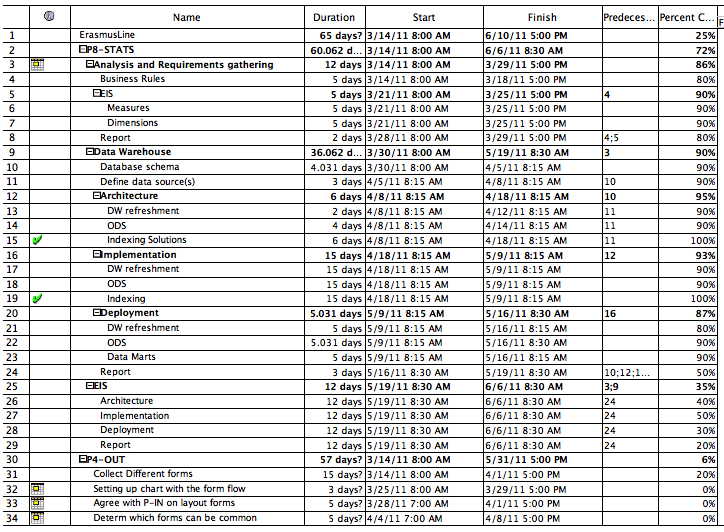 Name Duration Start Finish Predeces... Percent C... F
1 ErasmusLine 65 days? 3/14/11 8:00 AM 6/10/11 5:00 PM 25%
2 P8-STATS 60.062 d... 3/14/11 8:00 AM 6/6/11 8:30 AM 72%
3 Analysis and Requirements gathering 12 days 3/14/11 8:00 AM 3/29/11 5:00 PM 86%
4 Business Rules 5 days 3/14/11 8:00 AM 3/18/11 5:00 PM 80%
5 EIS 5 days 3/21/11 8:00 AM 3/25/11 5:00 PM 4 90%
6 Measures 5 days 3/21/11 8:00 AM 3/25/11 5:00 PM 90%
7 Dimensions 5 days 3/21/11 8:00 AM 3/25/11 5:00 PM 90%
8 Report 2 days 3/28/11 8:00 AM 3/29/11 5:00 PM 4;5 80%
9 Data Warehouse 36.062 d... 3/30/11 8:00 AM 5/19/11 8:30 AM 3 90%
10 Database schema 4.031 days 3/30/11 8:00 AM 4/5/11 8:15 AM 90%
11 Define data source(s) 3 days 4/5/11 8:15 AM 4/8/11 8:15 AM 10 90%
12 Architecture 6 days 4/8/11 8:15 AM 4/18/11 8:15 AM 10 95%
13 DW refreshment 2 days 4/8/11 8:15 AM 4/12/11 8:15 AM 11 90%
14 ODS 4 days 4/8/11 8:15 AM 4/14/11 8:15 AM 11 90%
15 Indexing Solutions 6 days 4/8/11 8:15 AM 4/18/11 8:15 AM 11 100%
16 Implementation 15 days 4/18/11 8:15 AM 5/9/11 8:15 AM 12 93%
17 DW refreshment 15 days 4/18/11 8:15 AM 5/9/11 8:15 AM 90%
18 ODS 15 days 4/18/11 8:15 AM 5/9/11 8:15 AM 90%
19 Indexing 15 days 4/18/11 8:15 AM 5/9/11 8:15 AM 100%
20 Deployment 5.031 days 5/9/11 8:15 AM 5/16/11 8:30 AM 16 87%
21 DW refreshment 5 days 5/9/11 8:15 AM 5/16/11 8:15 AM 80%
22 ODS 5.031 days 5/9/11 8:15 AM 5/16/11 8:30 AM 90%
23 Data Marts 5 days 5/9/11 8:15 AM 5/16/11 8:15 AM 90%
24 Report 3 days 5/16/11 8:30 AM 5/19/11 8:30 AM 10;12;1... 50%
25 EIS 12 days 5/19/11 8:30 AM 6/6/11 8:30 AM 3;9 35%
26 Architecture 12 days 5/19/11 8:30 AM 6/6/11 8:30 AM 24 40%
27 Implementation 12 days 5/19/11 8:30 AM 6/6/11 8:30 AM 24 50%
28 Deployment 12 days 5/19/11 8:30 AM 6/6/11 8:30 AM 24 30%
29 Report 12 days 5/19/11 8:30 AM 6/6/11 8:30 AM 24 20%
30 P4-OUT 57 days? 3/14/11 8:00 AM 5/31/11 5:00 PM 6%
31 Collect Different forms 15 days? 3/14/11 8:00 AM 4/1/11 5:00 PM 20%
32 Setting up chart with the form flow 3 days? 3/25/11 8:00 AM 3/29/11 5:00 PM 0%
33 Agree with P-IN on layout forms 5 days? 3/28/11 7:00 AM 4/1/11 5:00 PM 0%
34 Determ which forms can be common 5 days? 4/4/11 7:00 AM 4/8/11 5:00 PM 0%